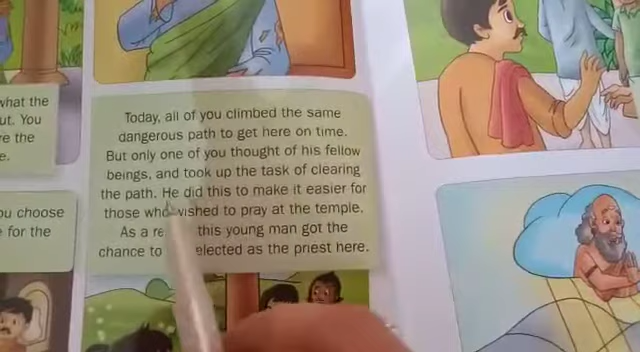 what the
ut. You
re the
e.
ou choose
e for the
Today, all of you climbed the same
dangerous path to get here on time.
But only one of you thought of his fellow
beings, and took up the task of clearing
the path. He did this to make it easier for
those who wished to pray at the temple.
As a re this young man got the
chance to elected as the priest here.